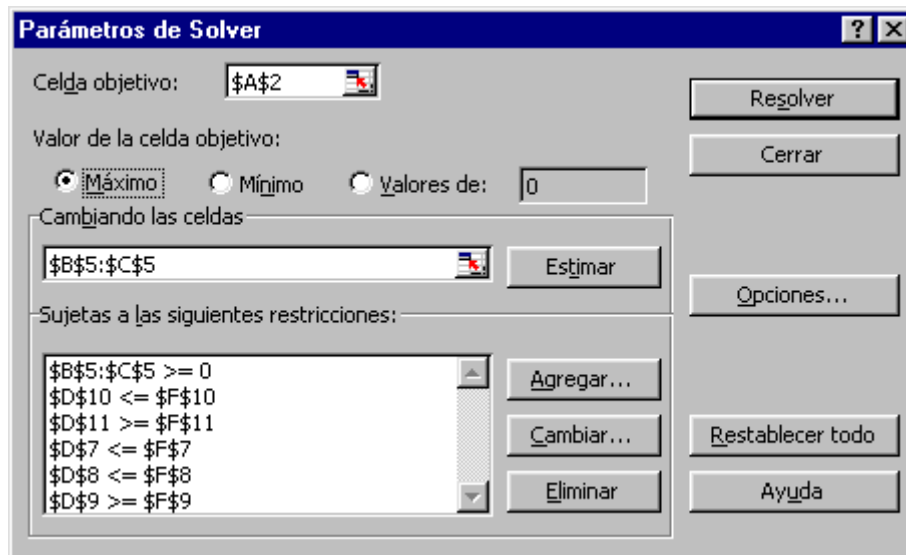 Parámetros de Solver
Celda objetivo: $A$2
Resolver
Valor de la celda objetivo:
Cerrar
Máximo Mínimo Valores de: 0
Cambiando las celdas
$B$5:$C$5 Estimar
Opciones...
Sujetas a las siguientes restricciones:
$B$5:$C$5 >= 0
$D$10 <= $F$10
$D$11 >= $F$11
$D$7 <= $F$7
$D$8 <= $F$8
$D$9 >= $F$9
Agregar...
Cambiar...
Eliminar
Restablecer todo
Ayuda